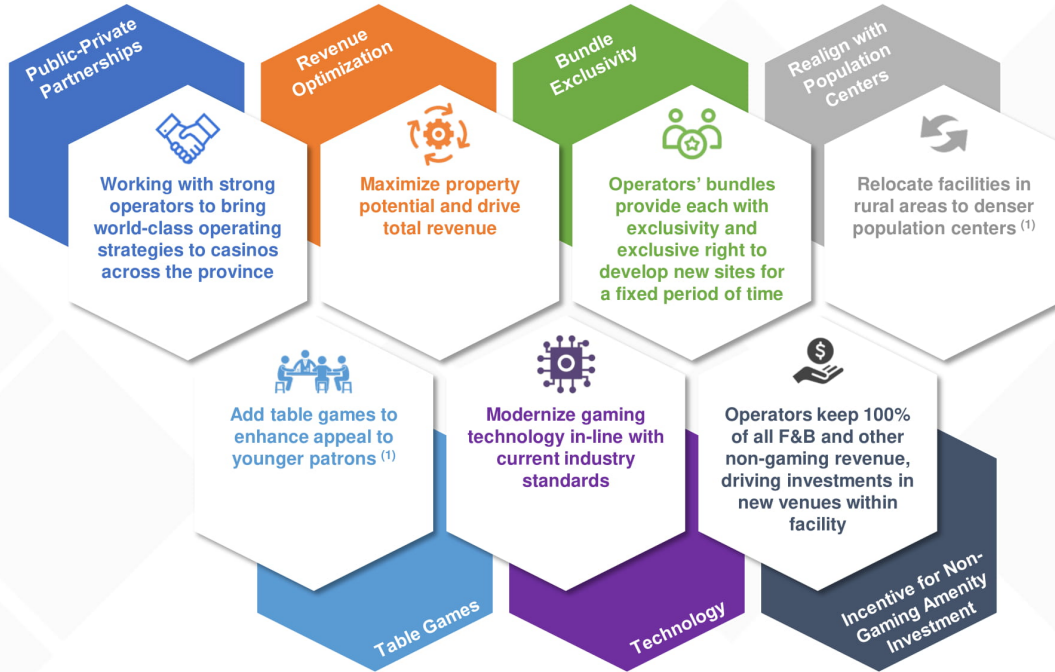 Public-Private
Partnerships
Working with strong
operators to bring
world-class operating
strategies to casinos
across the province
Revenue
Optimization
Maximize property
potential and drive
total revenue
Bundle
Exclusivity
Operators’ bundles
provide each with
exclusivity and
exclusive right to
develop new sites for
a fixed period of time
Realign with
Population
Centers
Relocate facilities in
rural areas to denser
population centers (1)
Add table games to
enhance appeal to
younger patrons (1)
Table Games
Modernize gaming
technology in-line with
current industry
standards
Technology
$
Operators keep 100%
of all F&B and other
non-gaming revenue,
driving investments in
new venues within
facility
Incentive for Non-
Gaming Amenity
Investment